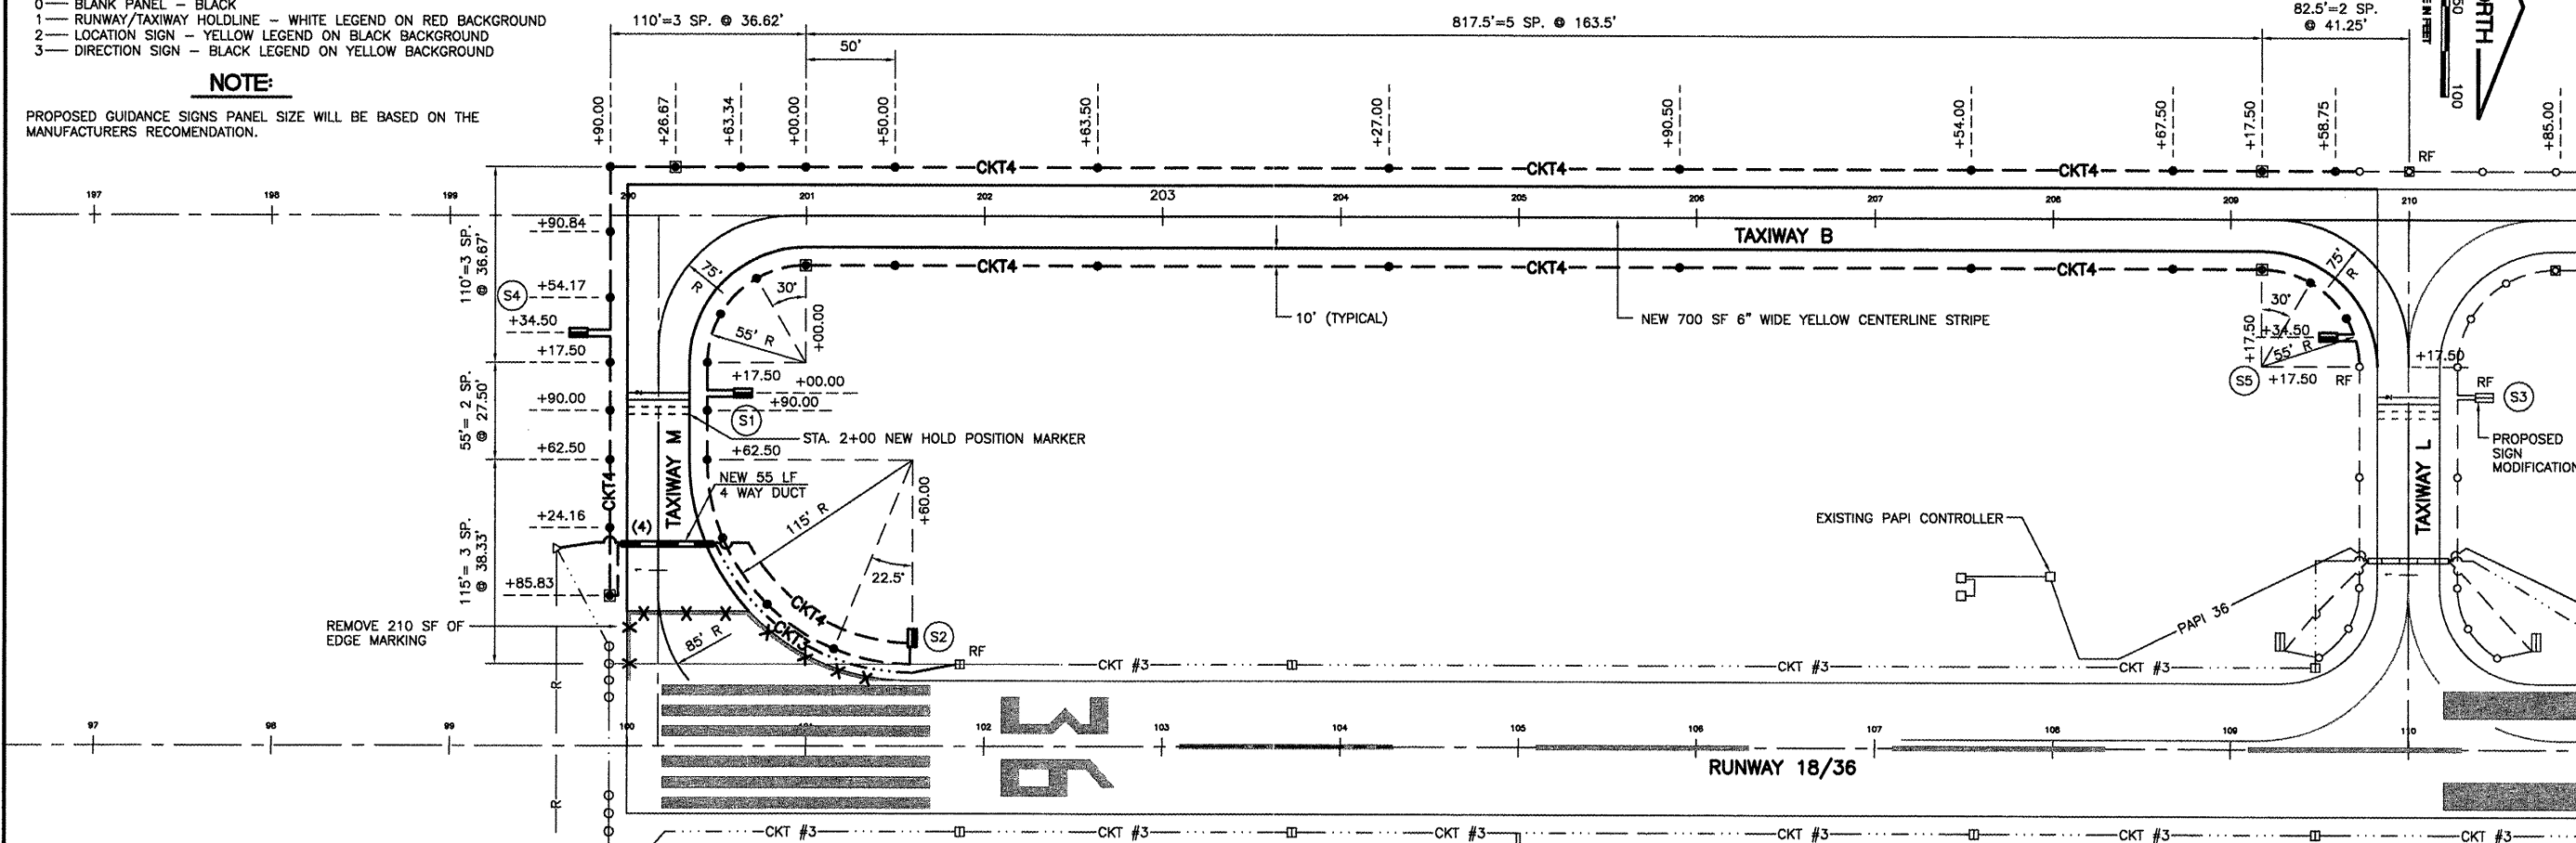 0— BLANK PANEL – BLACK
1— RUNWAY/TAXIWAY HOLDLINE – WHITE LEGEND ON RED BACKGROUND
2— LOCATION SIGN – YELLOW LEGEND ON BLACK BACKGROUND
3— DIRECTION SIGN – BLACK LEGEND ON YELLOW BACKGROUND
NOTE:
PROPOSED GUIDANCE SIGNS PANEL SIZE WILL BE BASED ON THE
MANUFACTURERS RECOMENDATION.
110'=3 SP. @ 36.62'
50'
817.5'=5 SP. @ 163.5'
82.5'=2 SP.
@ 41.25'
50
100
+90.00
+26.67
+63.34
+00.00
+50.00
+63.50
+27.00
+90.50
+54.00
+67.50
+17.50
+58.75
+85.00
RF
CKT4
CKT4
CKT4
197
198
199
200
201
202
203
204
205
206
207
208
209
210
TAXIWAY B
CKT4
CKT4
CKT4
110'=3 SP.
@ 36.67'
+90.84
+54.17
S4
+34.50
+17.50
55'= 2 SP.
@ 27.50'
+90.00
+62.50
115'= 3 SP.
@ 38.33'
+24.16
+85.83
CKT4
(4)
TAXIWAY M
75'
R
30°
55' R
+00.00
+17.50
+00.00
+90.00
S1
STA. 2+00 NEW HOLD POSITION MARKER
+62.50
NEW 55 LF
4 WAY DUCT
115' R
+60.00
22.5°
CKT4
CKT3
85' R
S2
RF
REMOVE 210 SF OF
EDGE MARKING
10' (TYPICAL)
NEW 700 SF 6" WIDE YELLOW CENTERLINE STRIPE
75'
R
30°
+34.50
+17.50
55' R
S5
+17.50
RF
+17.50
RF
S3
PROPOSED
SIGN
MODIFICATION
TAXIWAY L
EXISTING PAPI CONTROLLER
PAPI 36
CKT #3
CKT #3
CKT #3
R
R
97
98
99
100
101
102
103
104
105
106
107
108
109
110
36
RUNWAY 18/36
CKT #3
CKT #3
CKT #3
CKT #3
CKT #3
CKT #3